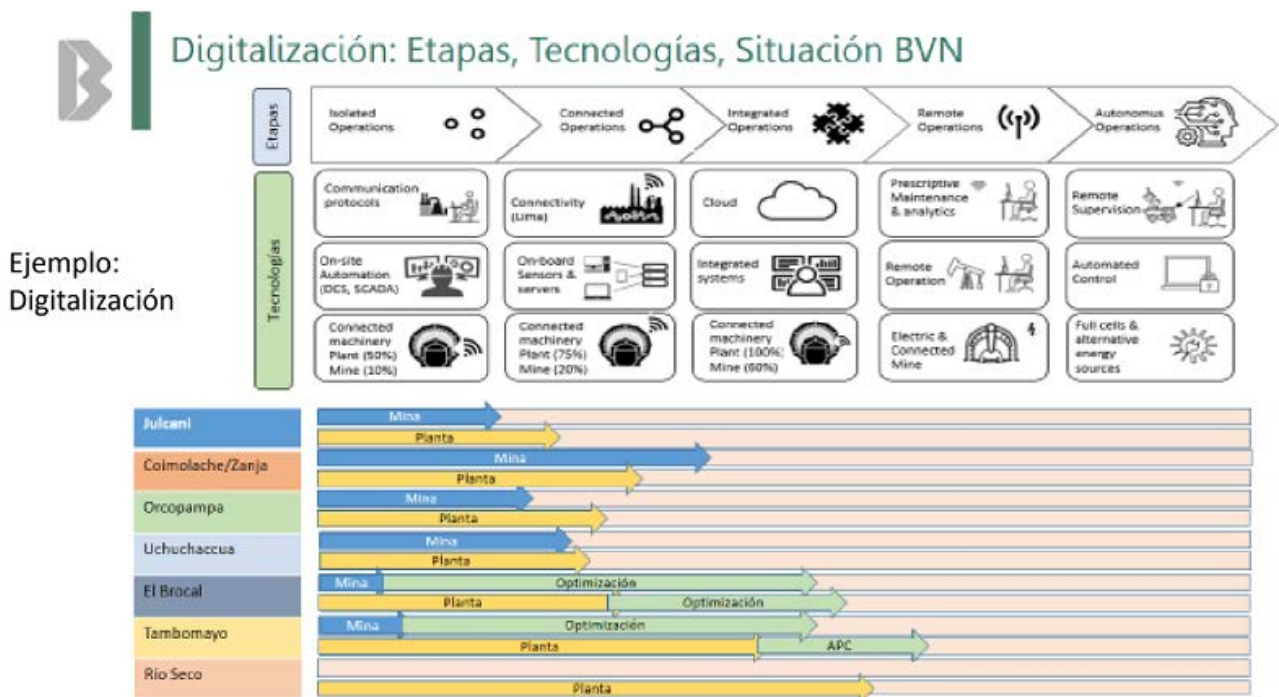 Digitalización: Etapas, Tecnologías, Situación BVN
Etapas
Isolated
Operations
Connected
Operations
Integrated
Operations
Remote
Operations
Autonomus
Operations
Ejemplo:
Digitalización
Tecnologías
Communication
protocols
Connectivity
(Lima)
Cloud
Prescriptive
Maintenance
& analytics
Remote
Supervision
On-site
Automation
(DCS, SCADA)
On-board
Sensors &
servers
Integrated
systems
Remote
Operation
Automated
Control
Connected
machinery
Plant (50%)
Mine (10%)
Connected
machinery
Plant (75%)
Mine (20%)
Connected
machinery
Plant (100%)
Mine (60%)
Electric &
Connected
Mine
Full cells &
alternative
energy
sources
Julcani
Mina
Planta
Coimolache/Zanja
Mina
Planta
Orcopampa
Mina
Planta
Uchuchaccua
Mina
Planta
El Brocal
Mina Optimización
Planta Optimización
Tambomayo
Mina Optimización
Planta APC
Río Seco
Planta